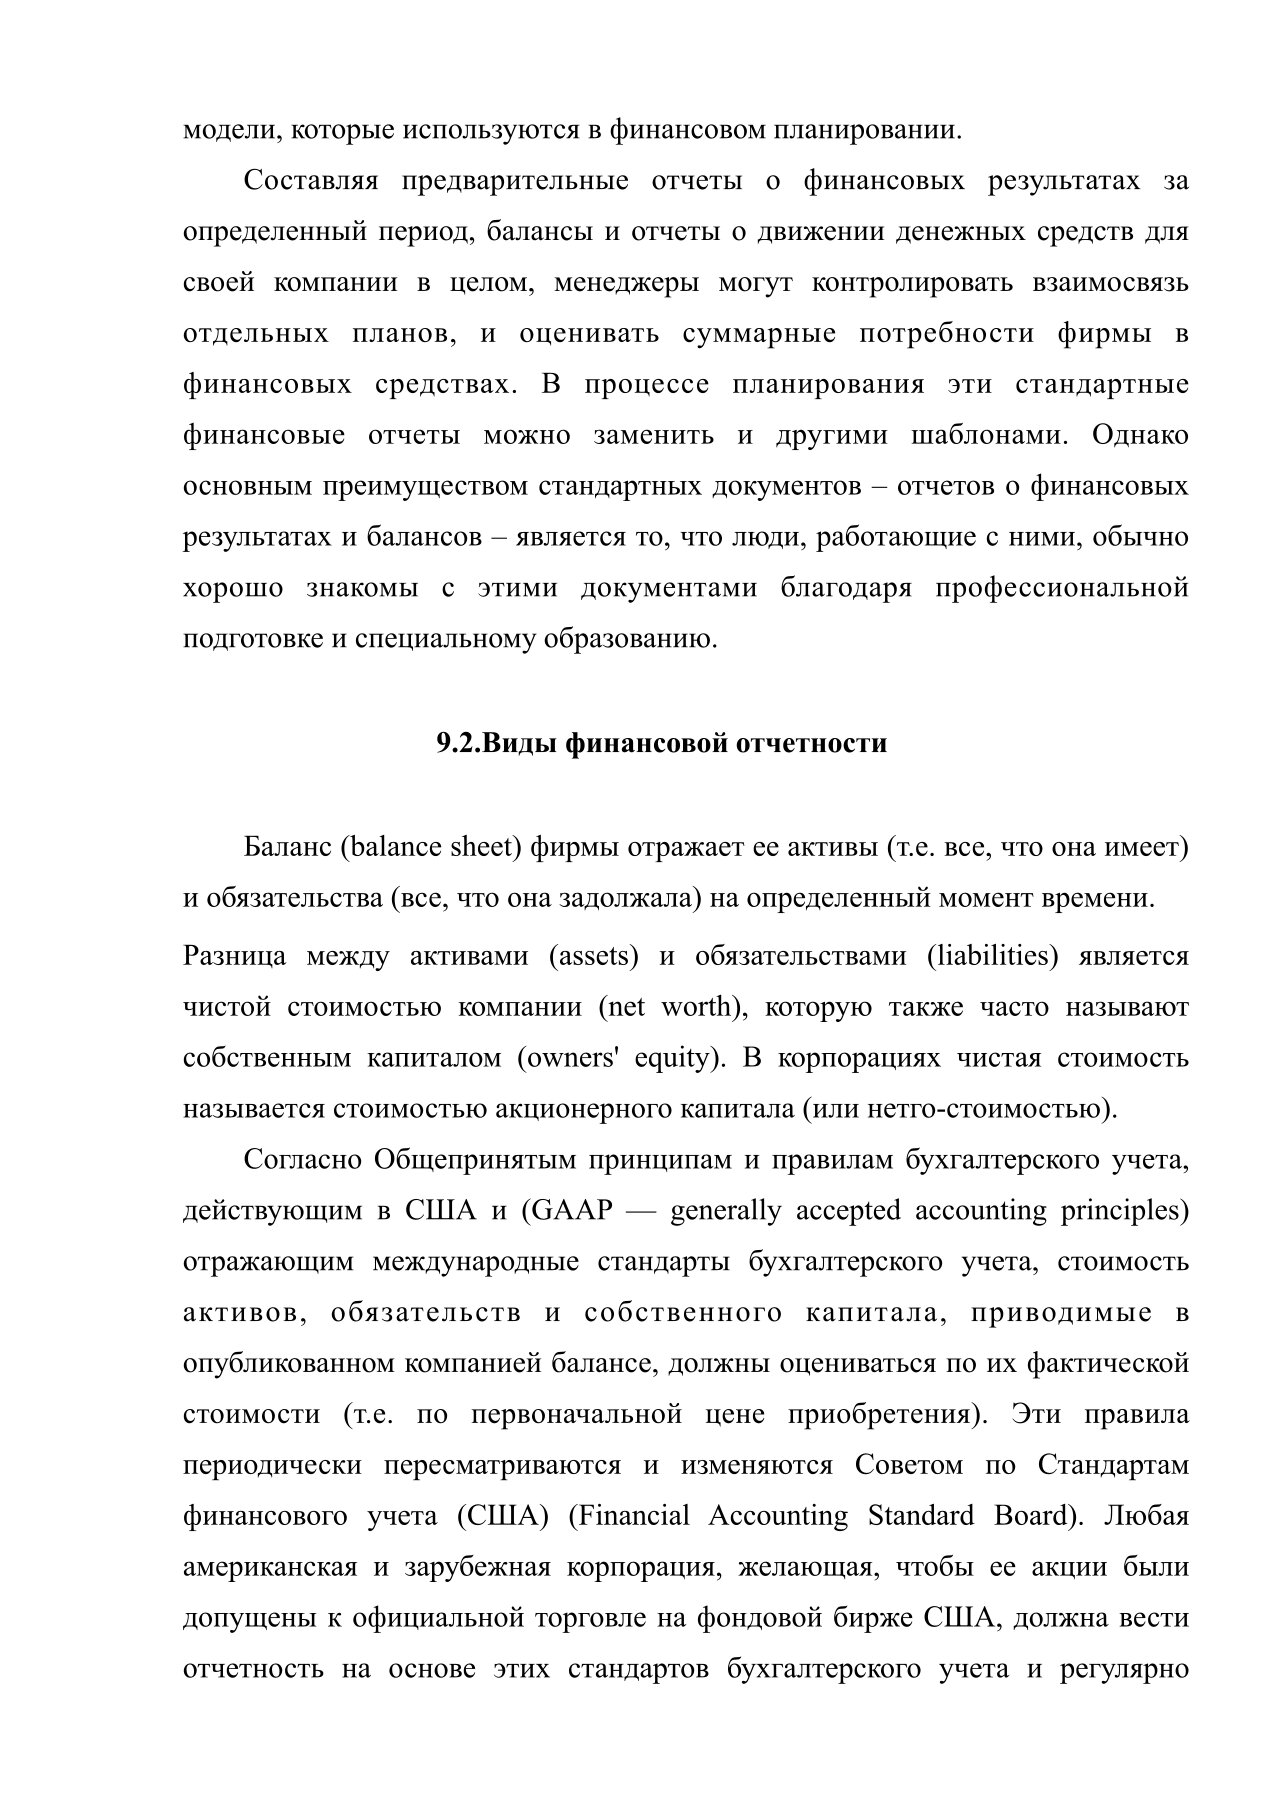 модели, которые используются в финансовом планировании.
Составляя предварительные отчеты о финансовых результатах за
определенный период, балансы и отчеты о движении денежных средств для
своей компании в целом, менеджеры могут контролировать взаимосвязь
отдельных планов, и оценивать суммарные потребности фирмы в
финансовых средствах. В процессе планирования эти стандартные
финансовые отчеты можно заменить и другими шаблонами. Однако
основным преимуществом стандартных документов – отчетов о финансовых
результатах и балансов – является то, что люди, работающие с ними, обычно
хорошо знакомы с этими документами благодаря профессиональной
подготовке и специальному образованию.
9.2.Виды финансовой отчетности
Баланс (balance sheet) фирмы отражает ее активы (т.е. все, что она имеет)
и обязательства (все, что она задолжала) на определенный момент времени.
Разница между активами (assets) и обязательствами (liabilities) является
чистой стоимостью компании (net worth), которую также часто называют
собственным капиталом (owners' equity). В корпорациях чистая стоимость
называется стоимостью акционерного капитала (или нетго-стоимостью).
Согласно Общепринятым принципам и правилам бухгалтерского учета,
действующим в США и (GAAP — generally accepted accounting principles)
отражающим международные стандарты бухгалтерского учета, стоимость
активов, обязательств и собственного капитала, приводимые в
опубликованном компанией балансе, должны оцениваться по их фактической
стоимости (т.е. по первоначальной цене приобретения). Эти правила
периодически пересматриваются и изменяются Советом по Стандартам
финансового учета (США) (Financial Accounting Standard Board). Любая
американская и зарубежная корпорация, желающая, чтобы ее акции были
допущены к официальной торговле на фондовой бирже США, должна вести
отчетность на основе этих стандартов бухгалтерского учета и регулярно